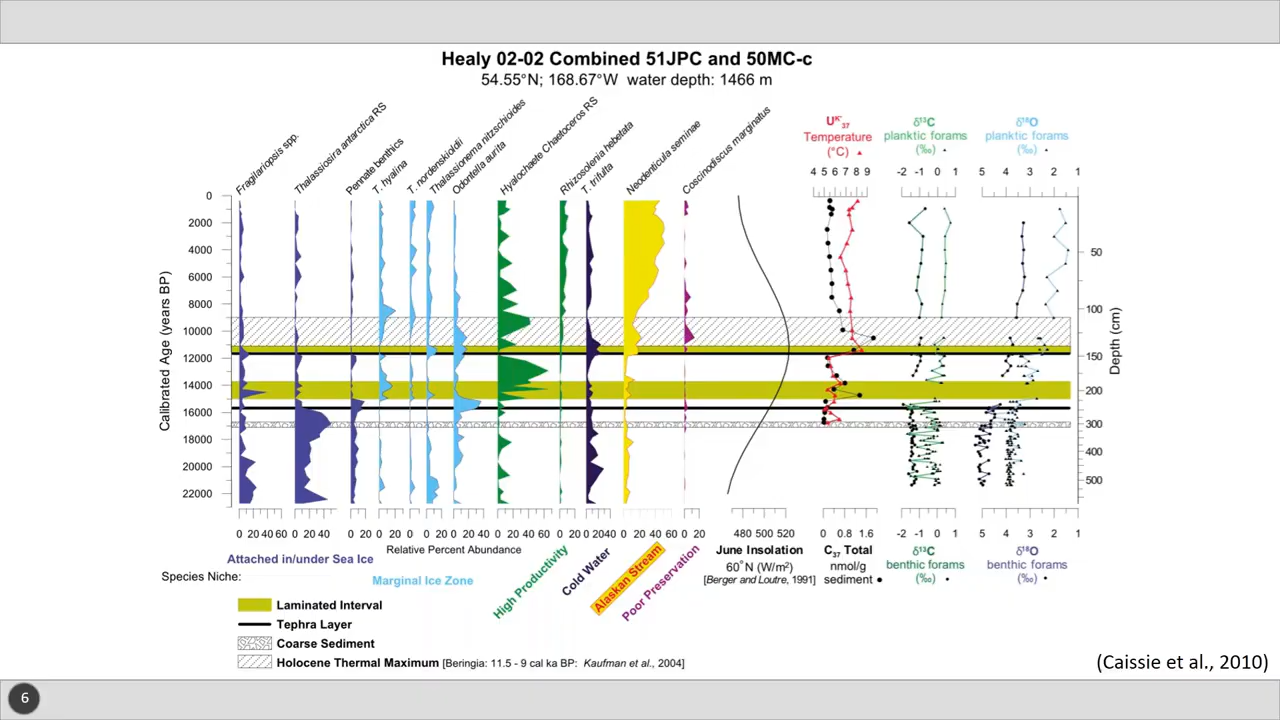 Healy 02-02 Combined 51JPC and 50MC-c
54.55°N; 168.67°W water depth: 1466 m
Fragilariopsis spp.
Thalassiosira antarctica RS
Pennate benthics
T. hyalina
T. nordenskioldii
Thalassionema nitzschioides
Odontella aurita
Hyalochaete Chaetoceros RS
Rhizosolenia hebetata
T. trifulta
Neodenticula seminae
Coscinodiscus marginatus
UK'37
Temperature
(°C) ▲
δ13C
planktic forams
(‰)
δ18O
planktic forams
(‰)
4 5 6 7 8 9
-2 -1 0 1
5 4 3 2 1
Calibrated Age (years BP)
0
2000
4000
6000
8000
10000
12000
14000
16000
18000
20000
22000
50
100
150
200
300
400
500
Depth (cm)
0 20 40 60
0 20 40
0 20
0 20
0 20
0 20
0 20 40
0 20 40 60
0 20
0 20 40
0 20 40 60
0 20
480 500 520
0 0.8 1.6
-2 -1 0 1
5 4 3 2 1
Relative Percent Abundance
Species Niche:
Attached in/under Sea Ice
Marginal Ice Zone
High Productivity
Cold Water
Alaskan Stream
Poor Preservation
June Insolation
60°N (W/m²)
[Berger and Loutre, 1991]
C37 Total
nmol/g
sediment ●
δ13C
benthic forams
(‰)
δ18O
benthic forams
(‰)
Laminated Interval
Tephra Layer
Coarse Sediment
Holocene Thermal Maximum [Beringia: 11.5 - 9 cal ka BP: Kaufman et al., 2004]
(Caissie et al., 2010)
6